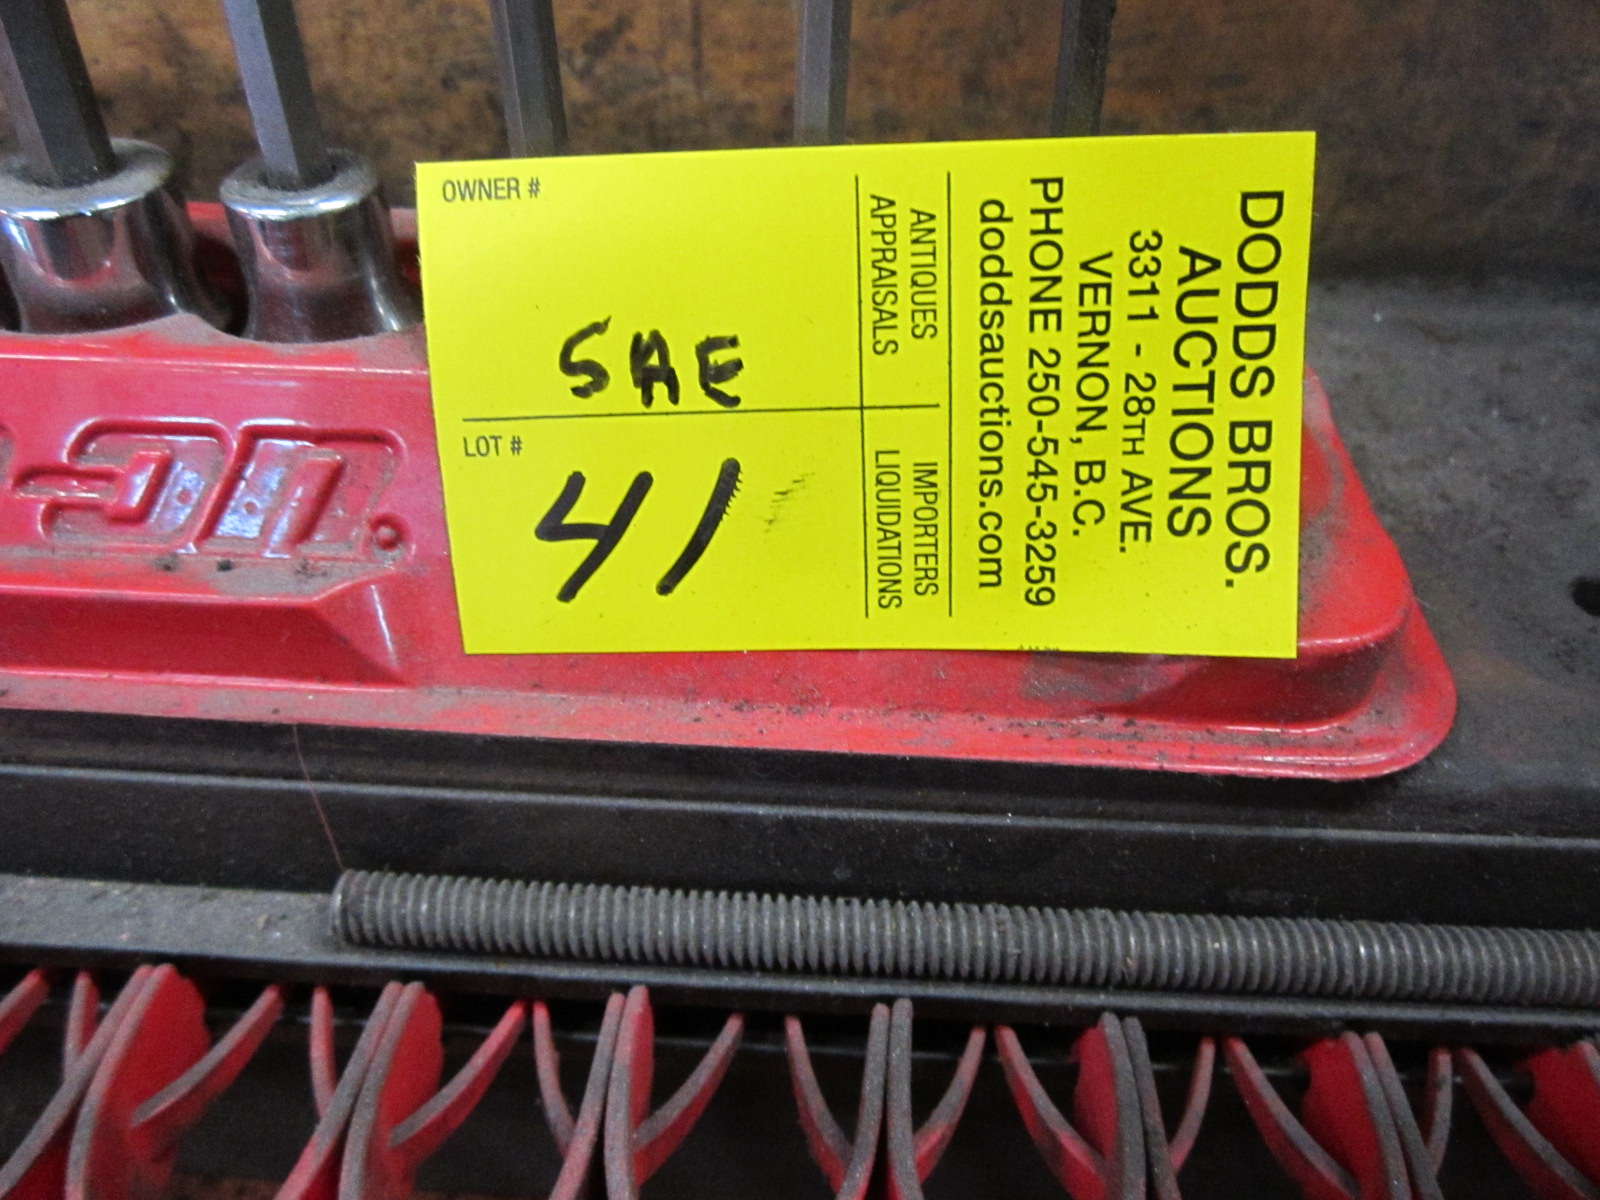 DODDS BROS.
AUCTIONS
3311 - 28TH AVE.
VERNON, B.C.
PHONE 250-545-3259
doddsauctions.com
ANTIQUES IMPORTERS
APPRAISALS LIQUIDATIONS
OWNER #
SAE
LOT #
41